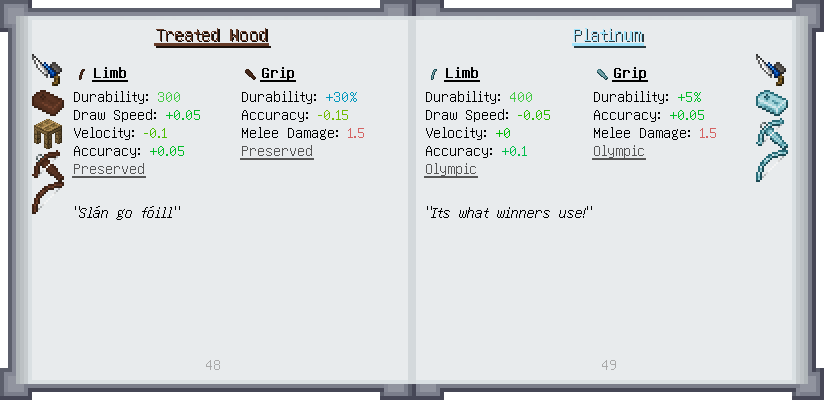 Treated Wood
Limb
Durability: 300
Draw Speed: +0.05
Velocity: -0.1
Accuracy: +0.05
Preserved
Grip
Durability: +30%
Accuracy: -0.15
Melee Damage: 1.5
Preserved
"Slán go fóill"
48
Platinum
Limb
Durability: 400
Draw Speed: -0.05
Velocity: +0
Accuracy: +0.1
Olympic
Grip
Durability: +5%
Accuracy: +0.05
Melee Damage: 1.5
Olympic
"Its what winners use!"
49